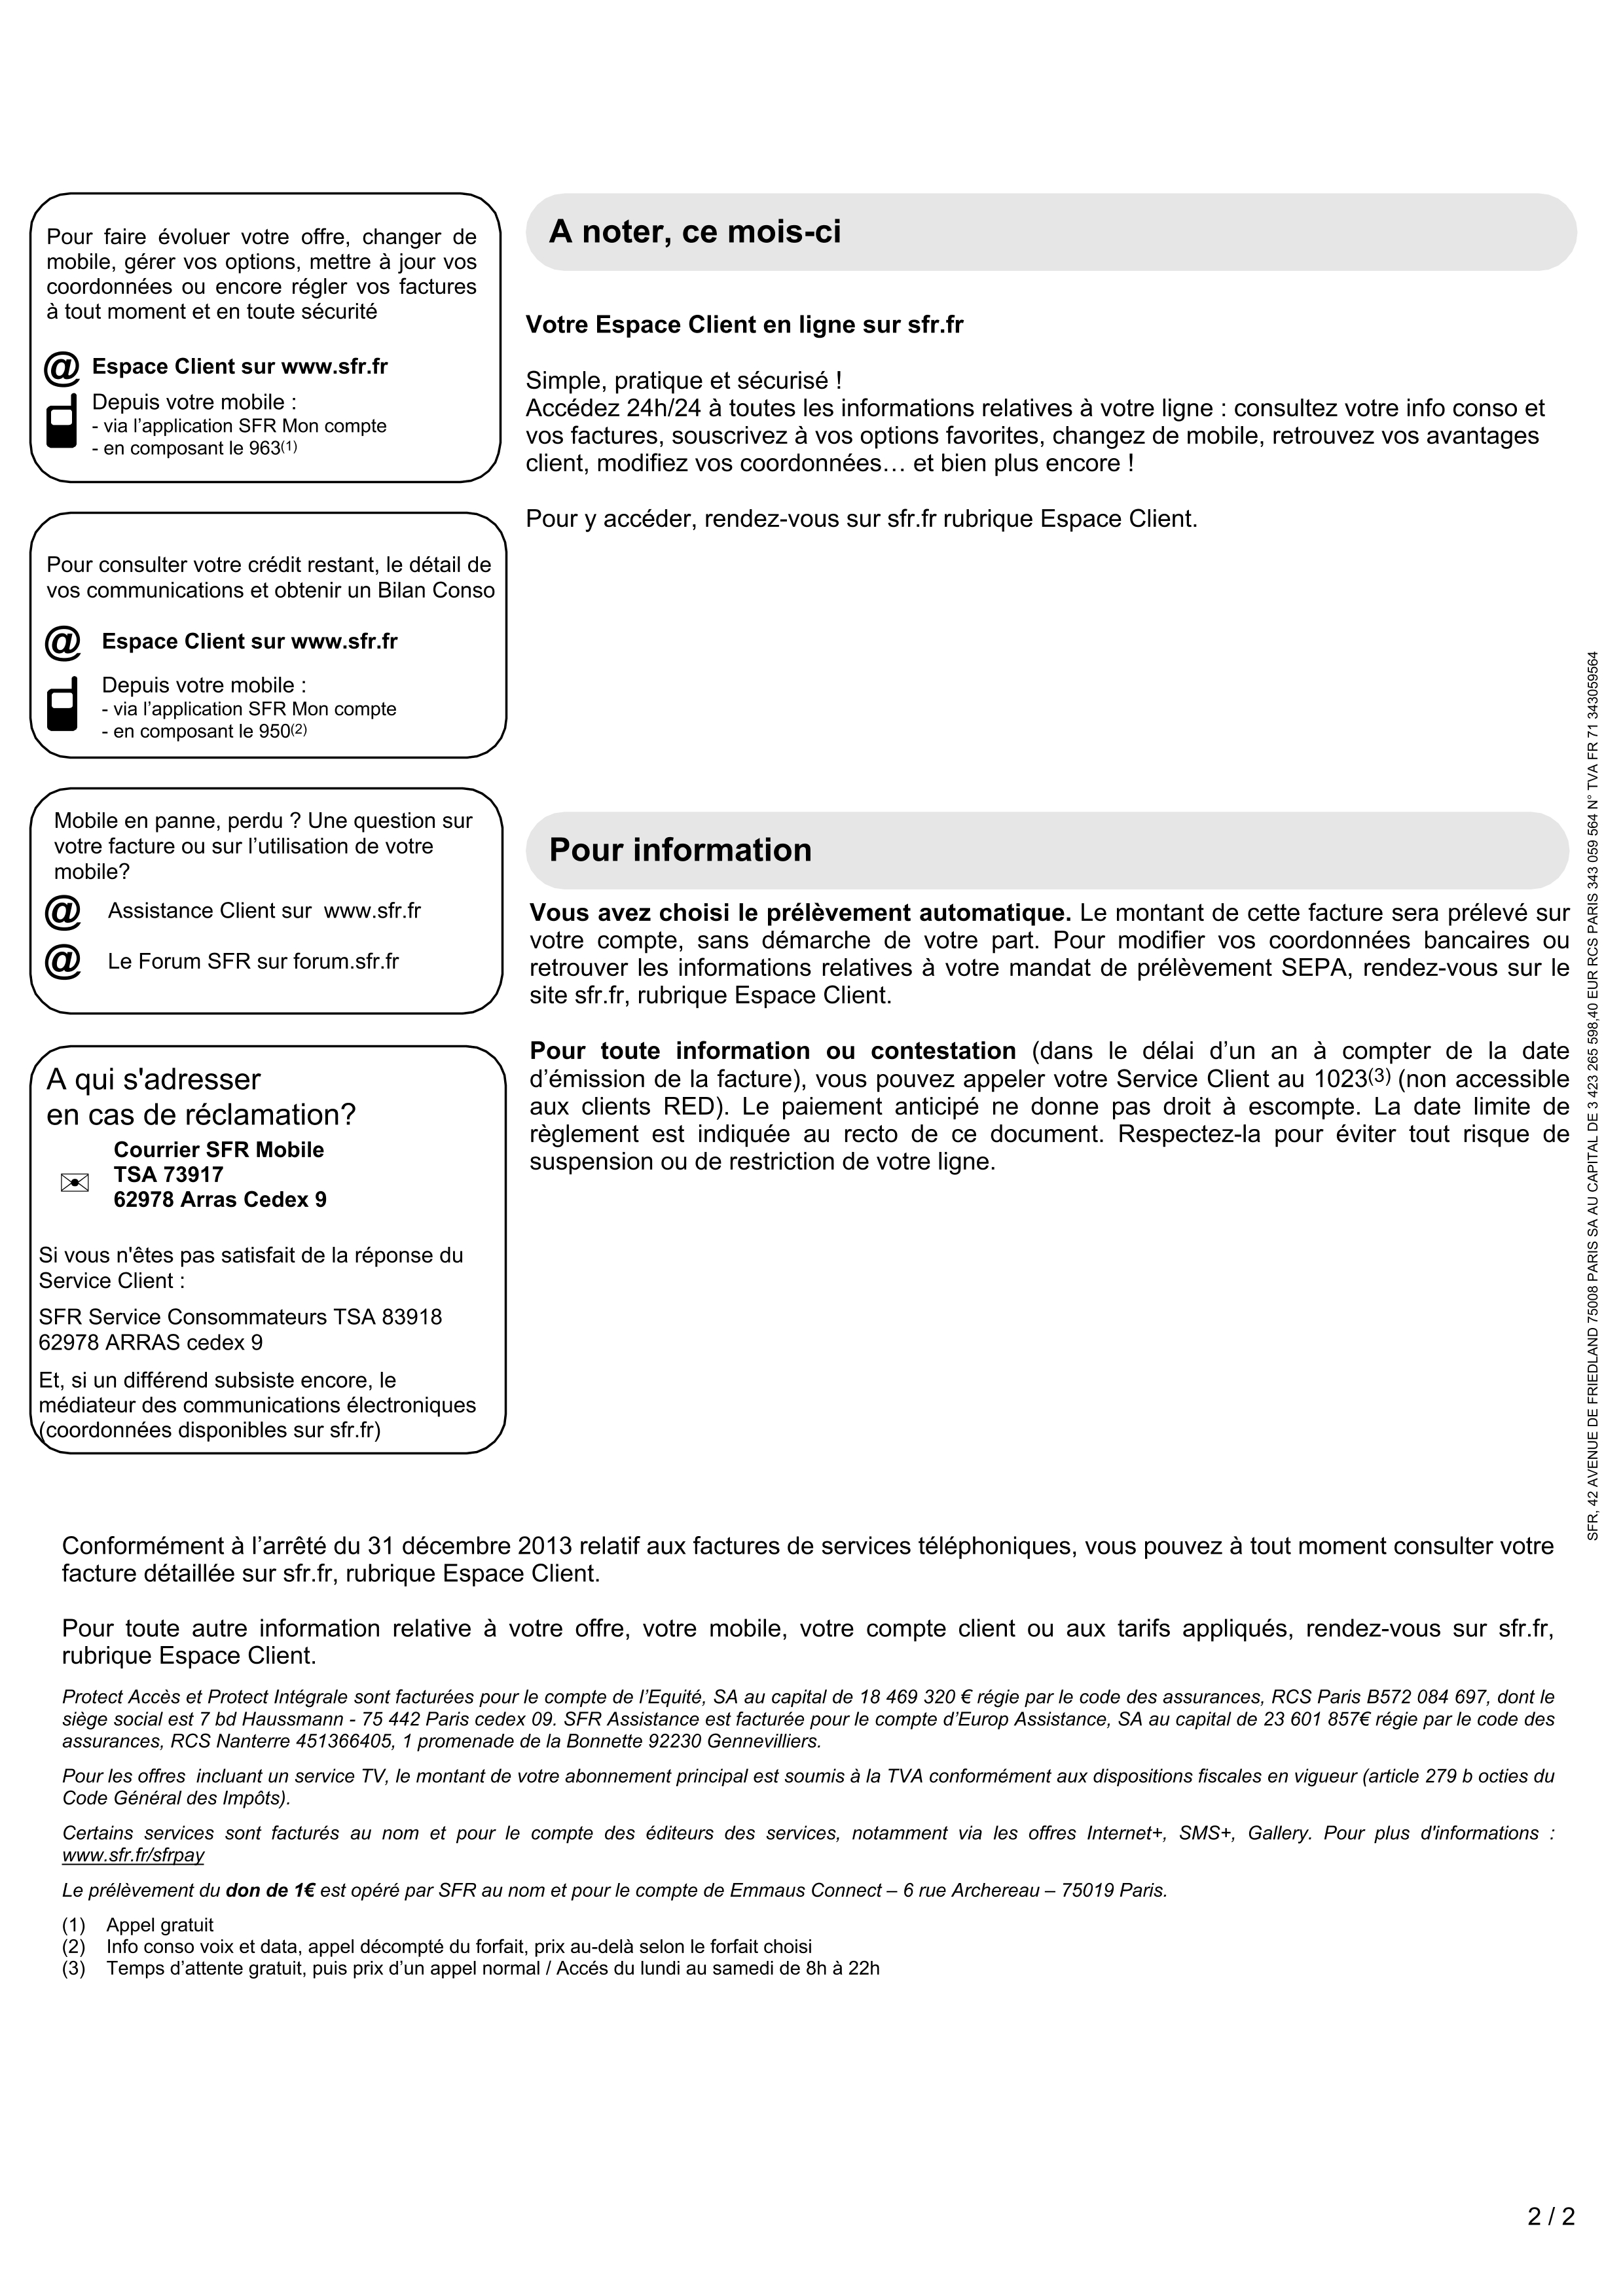 Pour faire évoluer votre offre, changer de
mobile, gérer vos options, mettre à jour vos
coordonnées ou encore régler vos factures
à tout moment et en toute sécurité
@ Espace Client sur www.sfr.fr
Depuis votre mobile :
- via l’application SFR Mon compte
- en composant le 963(1)
Pour consulter votre crédit restant, le détail de
vos communications et obtenir un Bilan Conso
@ Espace Client sur www.sfr.fr
Depuis votre mobile :
- via l’application SFR Mon compte
- en composant le 950(2)
Mobile en panne, perdu ? Une question sur
votre facture ou sur l’utilisation de votre
mobile?
@ Assistance Client sur www.sfr.fr
@ Le Forum SFR sur forum.sfr.fr
A qui s'adresser
en cas de réclamation?
Courrier SFR Mobile
TSA 73917
62978 Arras Cedex 9
Si vous n'êtes pas satisfait de la réponse du
Service Client :
SFR Service Consommateurs TSA 83918
62978 ARRAS cedex 9
Et, si un différend subsiste encore, le
médiateur des communications électroniques
(coordonnées disponibles sur sfr.fr)
A noter, ce mois-ci
Votre Espace Client en ligne sur sfr.fr
Simple, pratique et sécurisé !
Accédez 24h/24 à toutes les informations relatives à votre ligne : consultez votre info conso et
vos factures, souscrivez à vos options favorites, changez de mobile, retrouvez vos avantages
client, modifiez vos coordonnées… et bien plus encore !
Pour y accéder, rendez-vous sur sfr.fr rubrique Espace Client.
Pour information
Vous avez choisi le prélèvement automatique. Le montant de cette facture sera prélevé sur
votre compte, sans démarche de votre part. Pour modifier vos coordonnées bancaires ou
retrouver les informations relatives à votre mandat de prélèvement SEPA, rendez-vous sur le
site sfr.fr, rubrique Espace Client.
Pour toute information ou contestation (dans le délai d’un an à compter de la date
d’émission de la facture), vous pouvez appeler votre Service Client au 1023(3) (non accessible
aux clients RED). Le paiement anticipé ne donne pas droit à escompte. La date limite de
règlement est indiquée au recto de ce document. Respectez-la pour éviter tout risque de
suspension ou de restriction de votre ligne.
SFR, 42 AVENUE DE FRIEDLAND 75008 PARIS SA AU CAPITAL DE 3 423 265 598,40 EUR RCS PARIS 343 059 564 N° TVA FR 71 343059564
Conformément à l’arrêté du 31 décembre 2013 relatif aux factures de services téléphoniques, vous pouvez à tout moment consulter votre
facture détaillée sur sfr.fr, rubrique Espace Client.
Pour toute autre information relative à votre offre, votre mobile, votre compte client ou aux tarifs appliqués, rendez-vous sur sfr.fr,
rubrique Espace Client.
Protect Accès et Protect Intégrale sont facturées pour le compte de l’Equité, SA au capital de 18 469 320 € régie par le code des assurances, RCS Paris B572 084 697, dont le
siège social est 7 bd Haussmann - 75 442 Paris cedex 09. SFR Assistance est facturée pour le compte d’Europ Assistance, SA au capital de 23 601 857€ régie par le code des
assurances, RCS Nanterre 451366405, 1 promenade de la Bonnette 92230 Gennevilliers.
Pour les offres incluant un service TV, le montant de votre abonnement principal est soumis à la TVA conformément aux dispositions fiscales en vigueur (article 279 b octies du
Code Général des Impôts).
Certains services sont facturés au nom et pour le compte des éditeurs des services, notamment via les offres Internet+, SMS+, Gallery. Pour plus d'informations :
www.sfr.fr/sfrpay
Le prélèvement du don de 1€ est opéré par SFR au nom et pour le compte de Emmaus Connect – 6 rue Archereau – 75019 Paris.
(1) Appel gratuit
(2) Info conso voix et data, appel décompté du forfait, prix au-delà selon le forfait choisi
(3) Temps d’attente gratuit, puis prix d’un appel normal / Accés du lundi au samedi de 8h à 22h
2 / 2